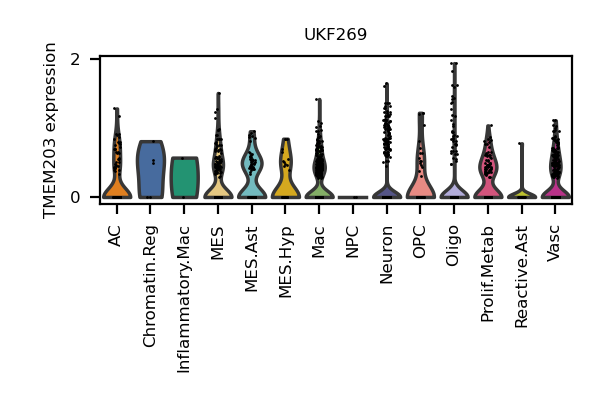 UKF269
TMEM203 expression
2
0
AC
Chromatin.Reg
Inflammatory.Mac
MES
MES.Ast
MES.Hyp
Mac
NPC
Neuron
OPC
Oligo
Prolif.Metab
Reactive.Ast
Vasc